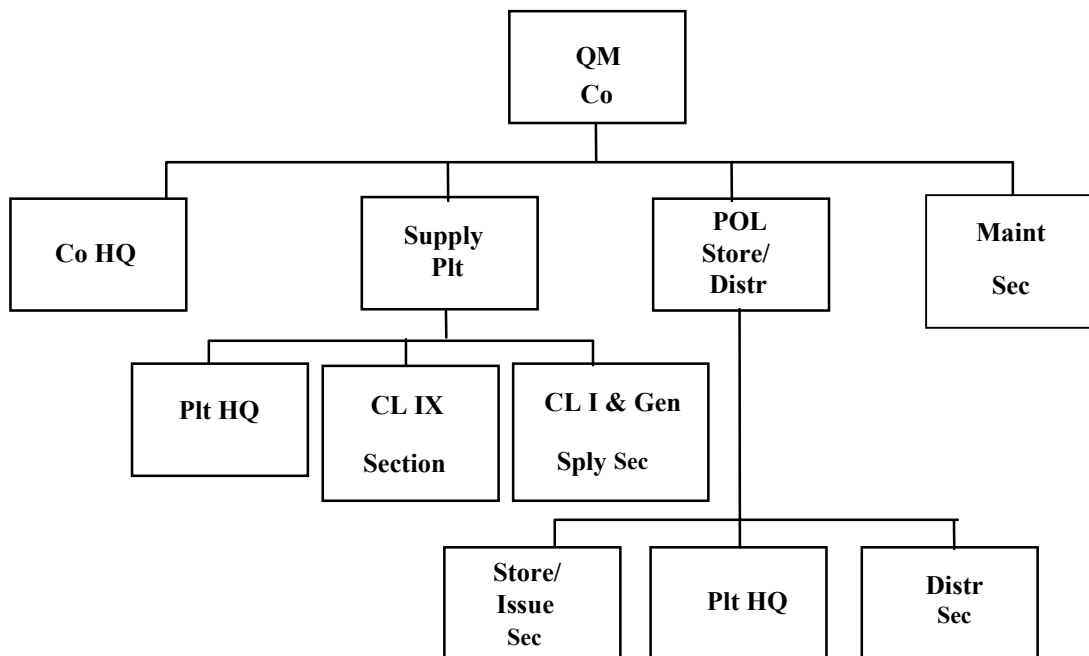 QM
Co
Co HQ
Supply
Plt
POL
Store/
Distr
Maint
Sec
Plt HQ
CL IX
Section
CL I & Gen
Sply Sec
Store/
Issue
Sec
Plt HQ
Distr
Sec